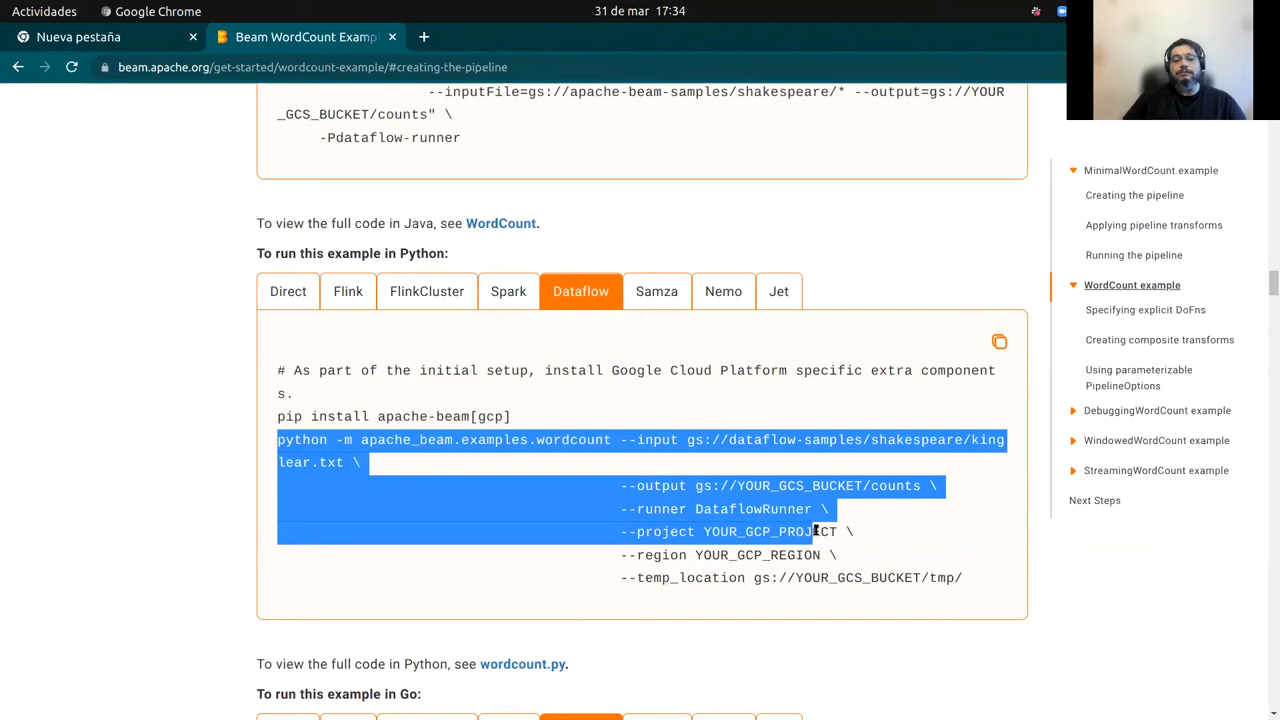 Actividades
Google Chrome
31 de mar 17:34
Nueva pestaña
Beam WordCount Examp
beam.apache.org/get-started/wordcount-example/#creating-the-pipeline
--inputFile=gs://apache-beam-samples/shakespeare/* --output=gs://YOUR
_GCS_BUCKET/counts" \
-Pdataflow-runner
To view the full code in Java, see WordCount.
To run this example in Python:
Direct
Flink
FlinkCluster
Spark
Dataflow
Samza
Nemo
Jet
# As part of the initial setup, install Google Cloud Platform specific extra component
s.
pip install apache-beam[gcp]
python -m apache_beam.examples.wordcount --input gs://dataflow-samples/shakespeare/king
lear.txt \
--output gs://YOUR_GCS_BUCKET/counts \
--runner DataflowRunner \
--project YOUR_GCP_PROJECT \
--region YOUR_GCP_REGION \
--temp_location gs://YOUR_GCS_BUCKET/tmp/
To view the full code in Python, see wordcount.py.
To run this example in Go:
MinimalWordCount example
Creating the pipeline
Applying pipeline transforms
Running the pipeline
WordCount example
Specifying explicit DoFns
Creating composite transforms
Using parameterizable
PipelineOptions
DebuggingWordCount example
WindowedWordCount example
StreamingWordCount example
Next Steps